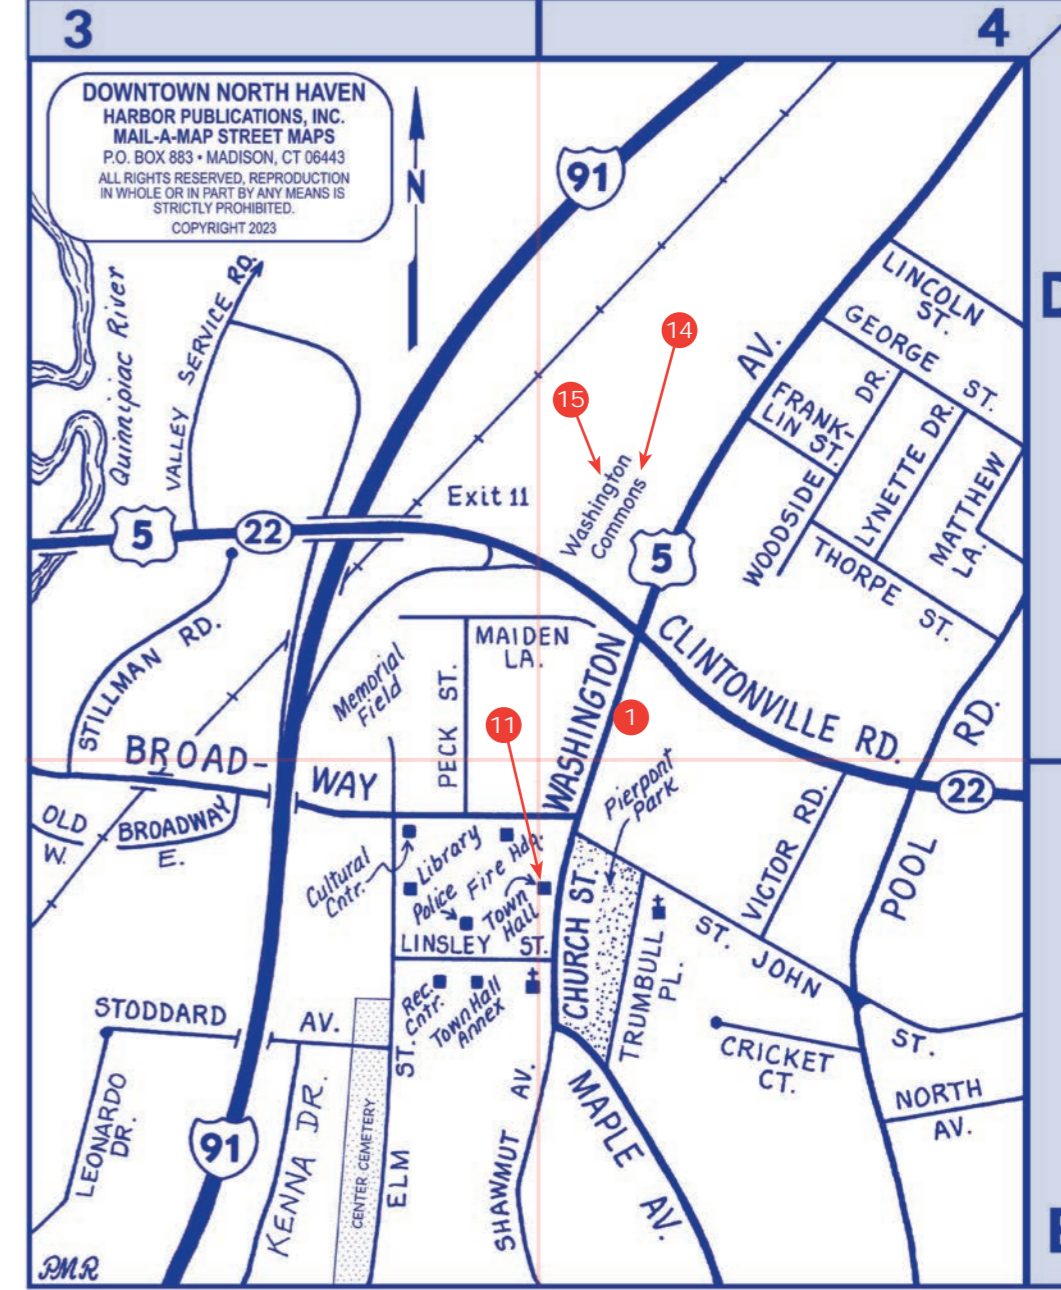 3
4
DOWNTOWN NORTH HAVEN
HARBOR PUBLICATIONS, INC.
MAIL-A-MAP STREET MAPS
P.O. BOX 883 • MADISON, CT 06443
ALL RIGHTS RESERVED, REPRODUCTION
IN WHOLE OR IN PART BY ANY MEANS IS
STRICTLY PROHIBITED.
COPYRIGHT 2023
N
91
LINCOLN
ST.
Quinnipiac River
VALLEY SERVICE RD.
GEORGE ST.
14
AV.
15
FRANK-
LIN ST.
WOODSIDE DR.
LYNETTE DR.
MATTHEW
LA.
Washington
Commons
Exit 11
5
22
5
THORPE ST.
STILLMAN RD.
MAIDEN
LA.
Memorial
Field
PECK ST.
WASHINGTON
CLINTONVILLE RD.
1
11
BROAD-
WAY
Pierpont
Park
22
OLD
W.
BROADWAY
E.
VICTOR RD.
POOL RD.
Cultural
Cntr.
Library
Fire Hdq.
Police
Town
Hall
LINSLEY ST.
CHURCH ST.
TRUMBULL
PL.
ST. JOHN ST.
STODDARD AV.
Rec.
Cntr.
Town Hall
Annex
CRICKET
CT.
NORTH
AV.
LEONARDO
DR.
91
KENNA DR.
CENTER CEMETERY
ELM ST.
SHAWMUT AV.
MAPLE AV.
PMR